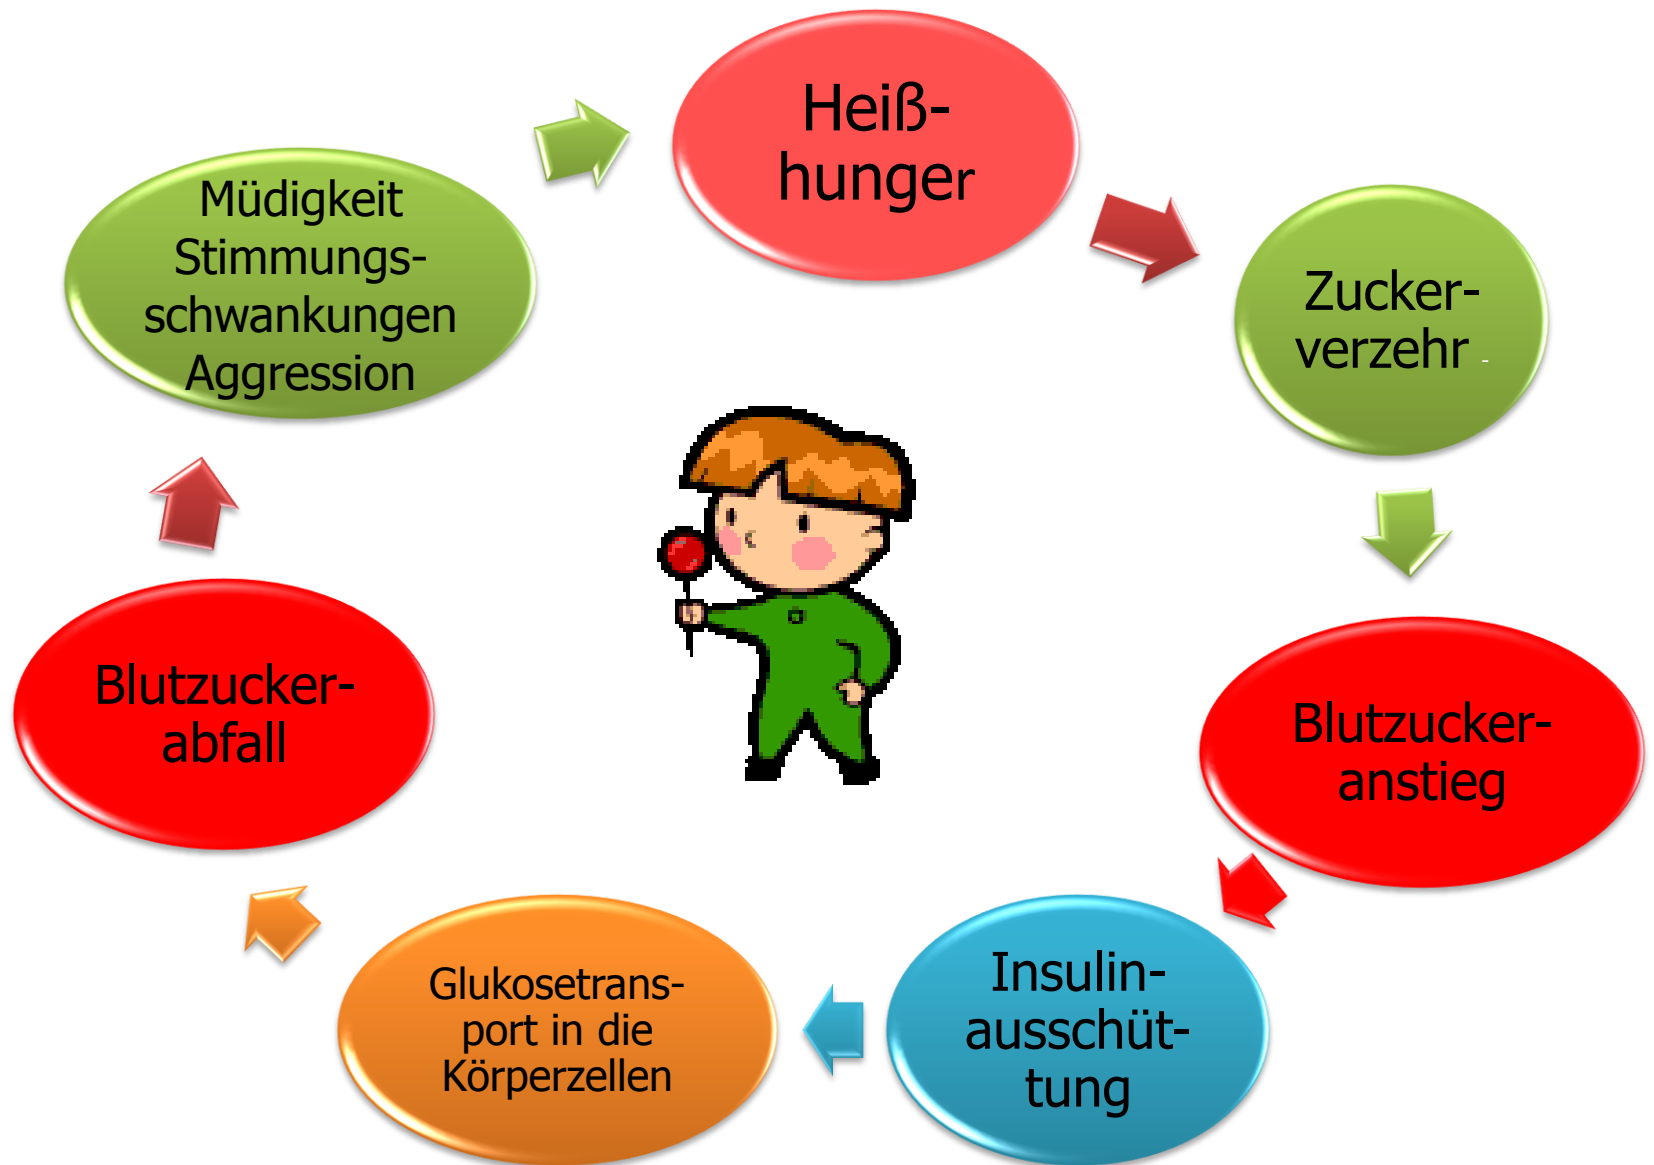 Heiß-
hunger
Zucker-
verzehr -
Blutzucker-
anstieg
Insulin-
ausschüt-
tung
Glukosetrans-
port in die
Körperzellen
Blutzucker-
abfall
Müdigkeit
Stimmungs-
schwankungen
Aggression